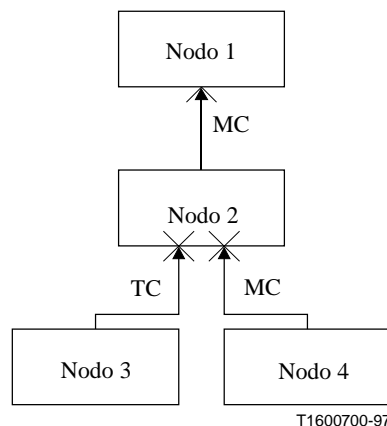 Nodo 1
MC
Nodo 2
TC MC
Nodo 3 Nodo 4
T1600700-97